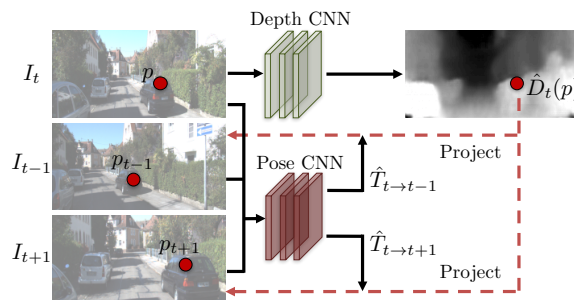 Depth CNN
I_t
p
D̂_t(p
Project
I_{t−1}
p_{t−1}
Pose CNN
T̂_{t→t−1}
I_{t+1}
p_{t+1}
T̂_{t→t+1}
Project